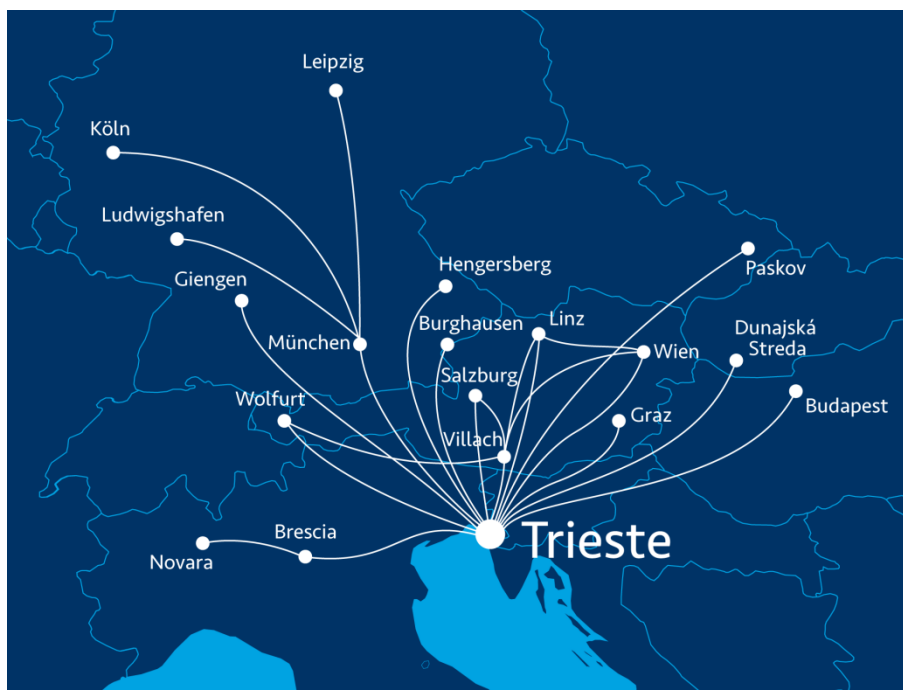 Leipzig
Köln
Ludwigshafen
Giengen
Hengersberg
Paskov
München
Burghausen
Linz
Dunajská
Streda
Wien
Salzburg
Wolfurt
Budapest
Graz
Villach
Brescia
Novara
Trieste